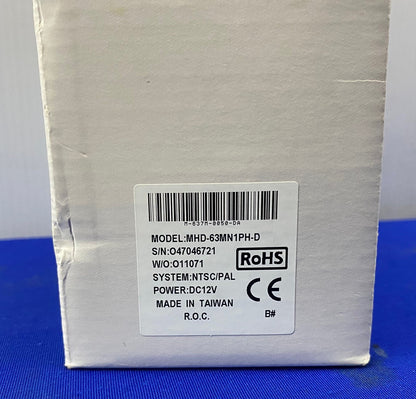 M-637M-0050-DA
MODEL:MHD-63MN1PH-D
S/N:O47046721
W/O:O11071
RoHS
SYSTEM:NTSC/PAL
POWER:DC12V
CE
MADE IN TAIWAN
R.O.C.
B#